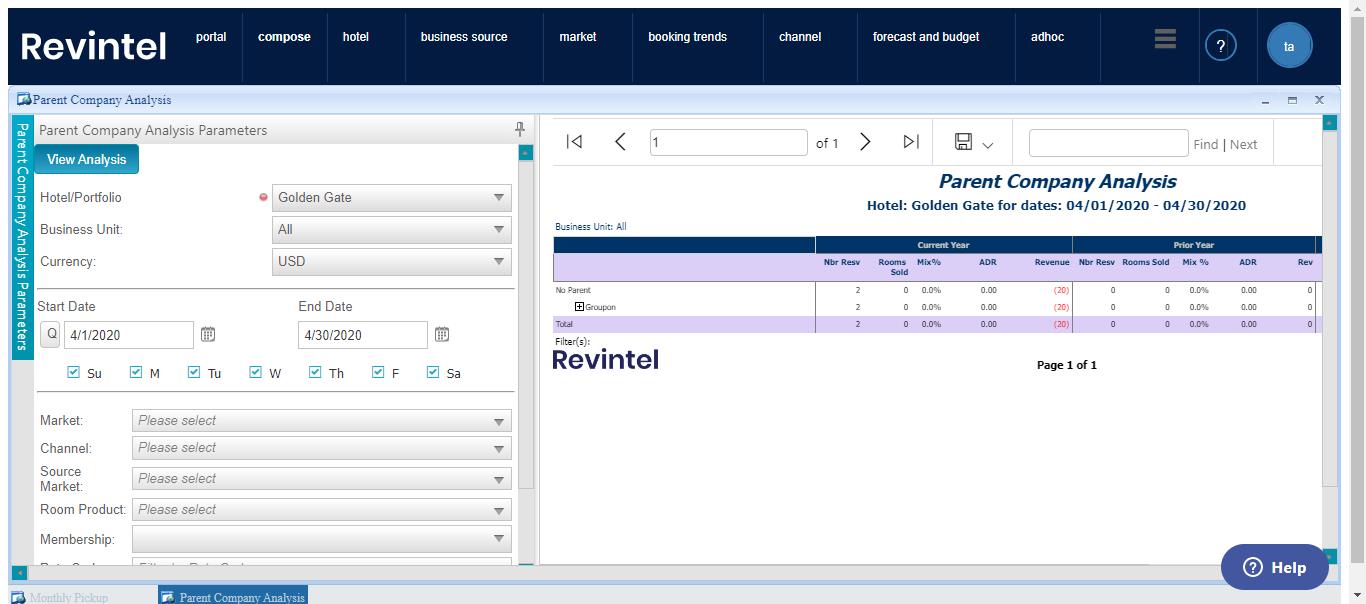 Revintel
portal
compose
hotel
business source
market
booking trends
channel
forecast and budget
adhoc
?
ta
Parent Company Analysis
Parent Company Analysis Parameters
Parent Company Analysis Parameters
View Analysis
Hotel/Portfolio
Golden Gate
Business Unit:
All
Currency:
USD
Start Date
End Date
Q
4/1/2020
4/30/2020
Su M Tu W Th F Sa
Market:
Please select
Channel:
Please select
Source
Market:
Please select
Room Product:
Please select
Membership:
1
of 1
Find | Next
Parent Company Analysis
Hotel: Golden Gate for dates: 04/01/2020 - 04/30/2020
Business Unit: All
Current Year Prior Year
Nbr Resv Rooms Sold Mix% ADR Revenue Nbr Resv Rooms Sold Mix % ADR Rev
No Parent 2 0 0.0% 0.00 (20) 0 0 0.0% 0.00 0
Groupon 2 0 0.0% 0.00 (20) 0 0 0.0% 0.00 0
Total 2 0 0.0% 0.00 (20) 0 0 0.0% 0.00 0
Filter(s):
Revintel
Page 1 of 1
? Help
Monthly Pickup
Parent Company Analysis